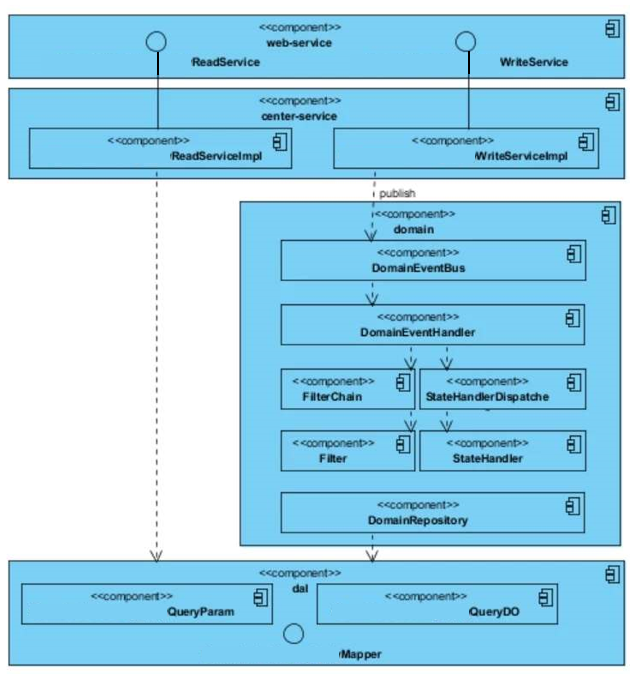 <<component>>
web-service
ReadService
WriteService
<<component>>
center-service
<<component>>
ReadServiceImpl
<<component>>
WriteServiceImpl
publish
<<component>>
domain
<<component>>
DomainEventBus
<<component>>
DomainEventHandler
<<component>>
FilterChain
<<component>>
StateHandlerDispatche
<<component>>
Filter
<<component>>
StateHandler
<<component>>
DomainRepository
<<component>>
dal
<<component>>
QueryParam
<<component>>
QueryDO
Mapper